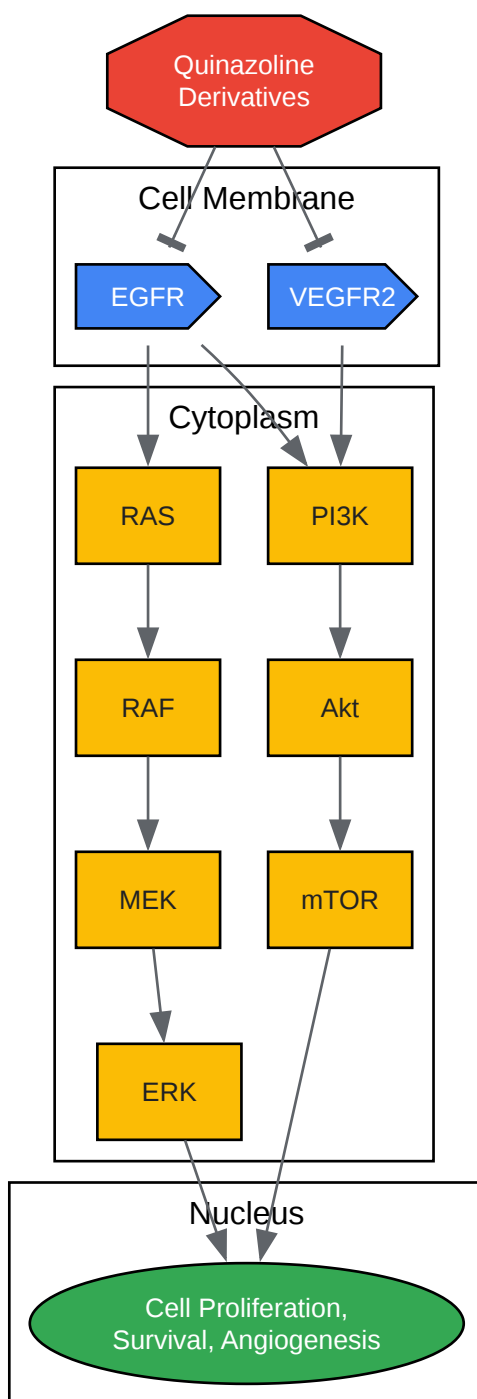 Quinazoline
Derivatives
Cell Membrane
EGFR
VEGFR2
Cytoplasm
RAS
PI3K
RAF
Akt
MEK
mTOR
ERK
Nucleus
Cell Proliferation,
Survival, Angiogenesis